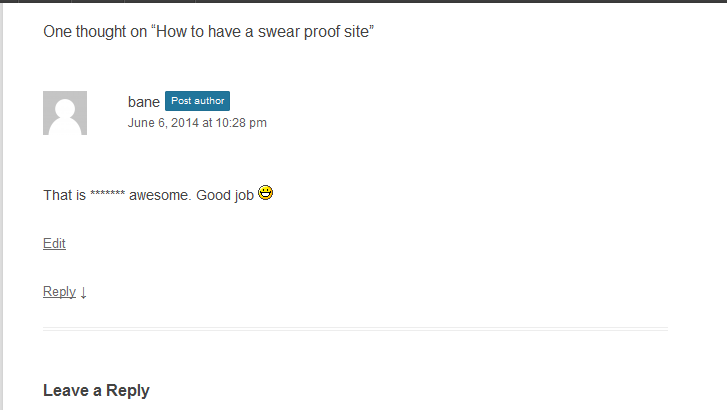 One thought on “How to have a swear proof site”
bane Post author
June 6, 2014 at 10:28 pm
That is ******* awesome. Good job
Edit
Reply ↓
Leave a Reply